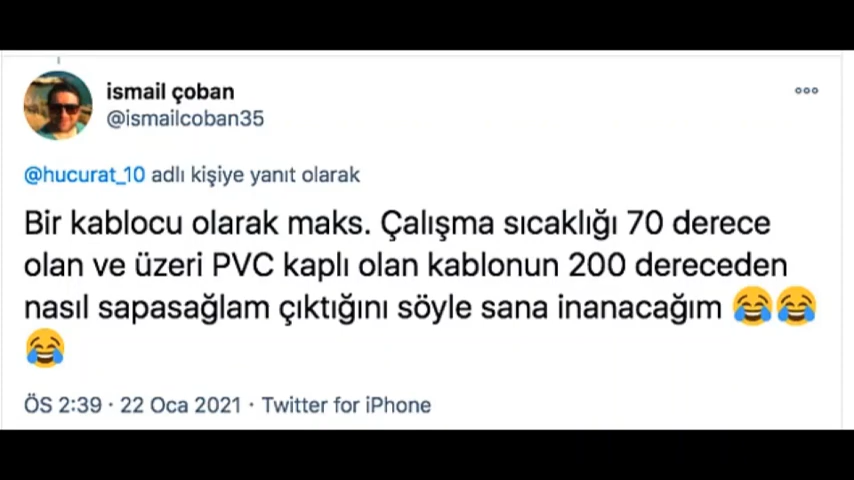 ismail çoban
@ismailcoban35
@hucurat_10 adlı kişiye yanıt olarak
Bir kablocu olarak maks. Çalışma sıcaklığı 70 derece
olan ve üzeri PVC kaplı olan kablonun 200 dereceden
nasıl sapasağlam çıktığını söyle sana inanacağım 😂😂
😂
ÖS 2:39 · 22 Oca 2021 · Twitter for iPhone